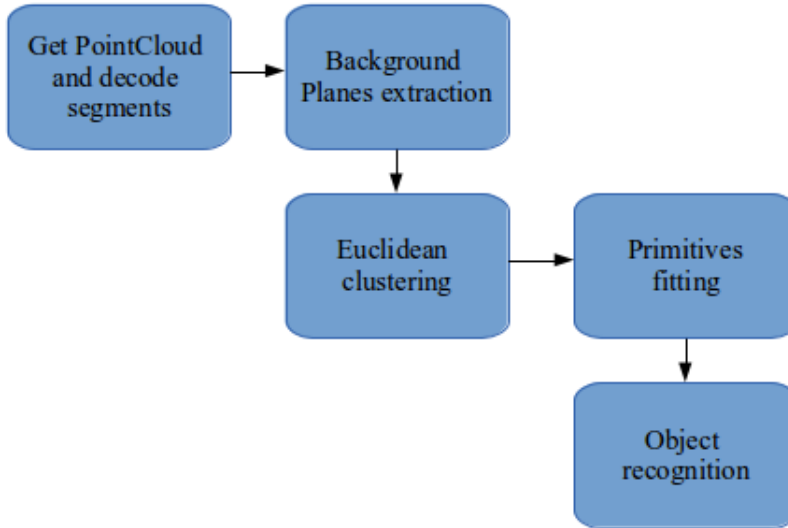 Get PointCloud
and decode
segments
Background
Planes extraction
Euclidean
clustering
Primitives
fitting
Object
recognition